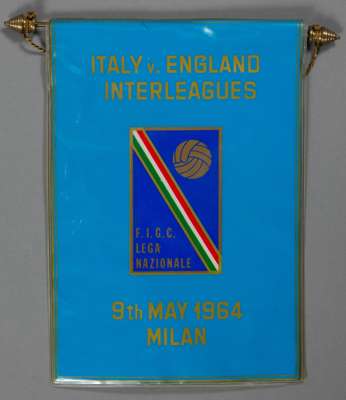 ITALY v. ENGLAND
INTERLEAGUES
F. I. G. C.
LEGA
NAZIONALE
9th MAY 1964
MILAN